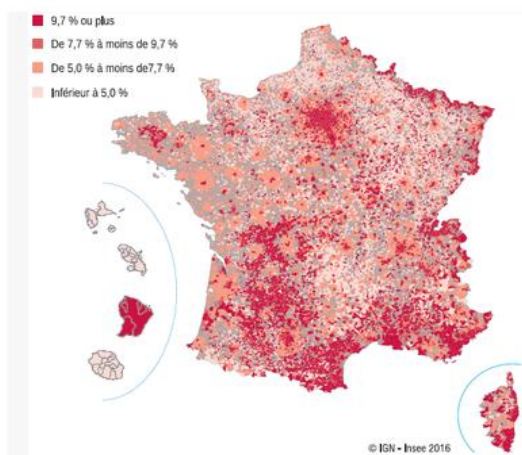 9,7 % ou plus
De 7,7 % à moins de 9,7 %
De 5,0 % à moins de7,7 %
Inférieur à 5,0 %
© IGN - Insee 2016